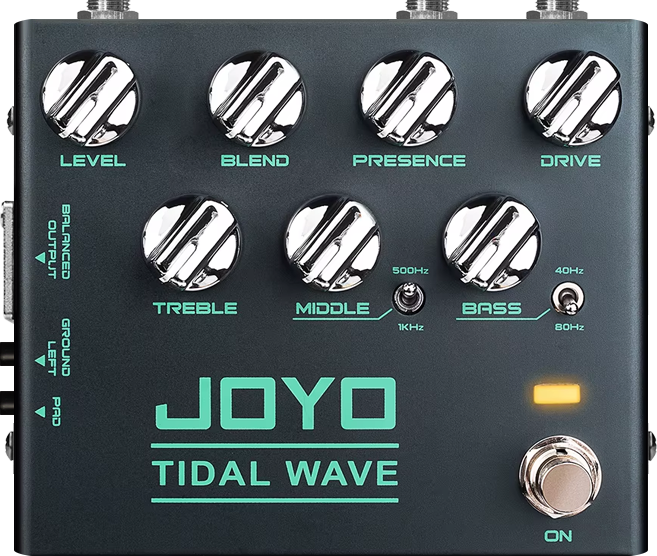 LEVEL
BLEND
PRESENCE
DRIVE
BALANCED
OUTPUT
500Hz
40Hz
TREBLE
MIDDLE
BASS
1KHz
80Hz
GROUND
LEFT
PAD
JOYO
TIDAL WAVE
ON